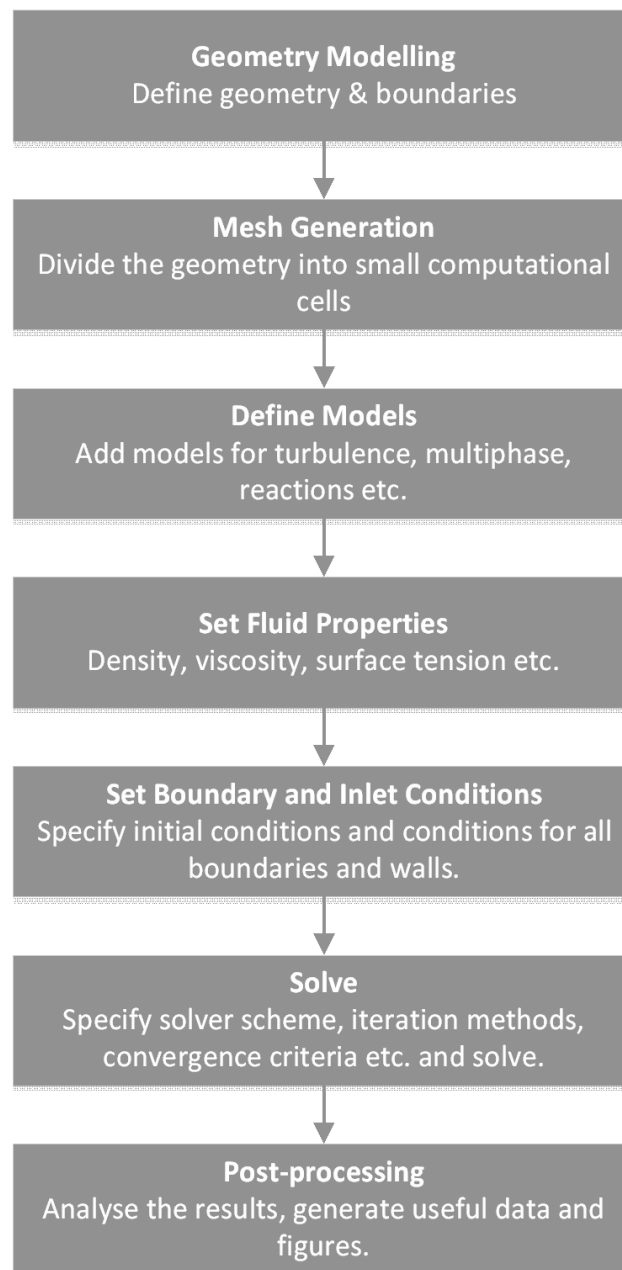 Geometry Modelling
Define geometry & boundaries
Mesh Generation
Divide the geometry into small computational
cells
Define Models
Add models for turbulence, multiphase,
reactions etc.
Set Fluid Properties
Density, viscosity, surface tension etc.
Set Boundary and Inlet Conditions
Specify initial conditions and conditions for all
boundaries and walls.
Solve
Specify solver scheme, iteration methods,
convergence criteria etc. and solve.
Post-processing
Analyse the results, generate useful data and
figures.